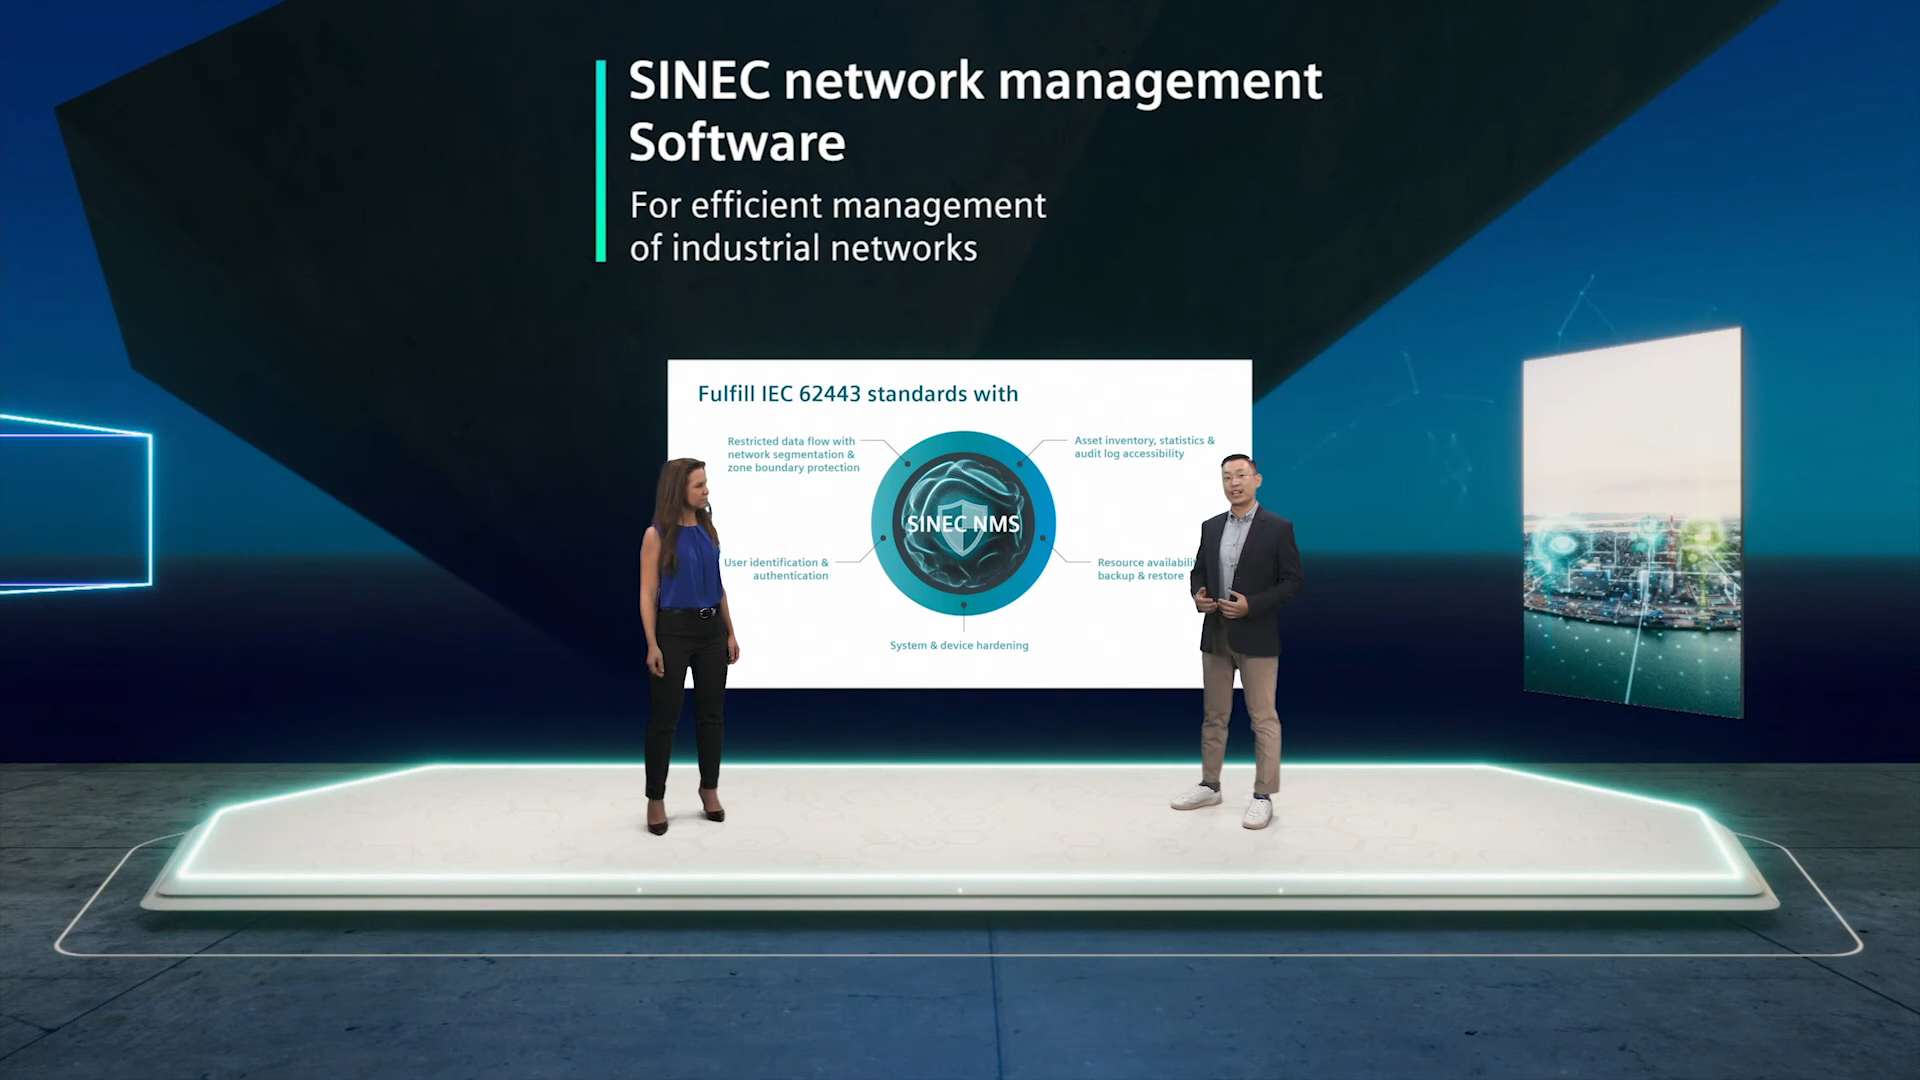 SINEC network management
Software
For efficient management
of industrial networks
Fulfill IEC 62443 standards with
Restricted data flow with
network segmentation &
zone boundary protection
Asset inventory, statistics &
audit log accessibility
SINEC NMS
User identification &
authentication
Resource
backup & restore
System & device hardening